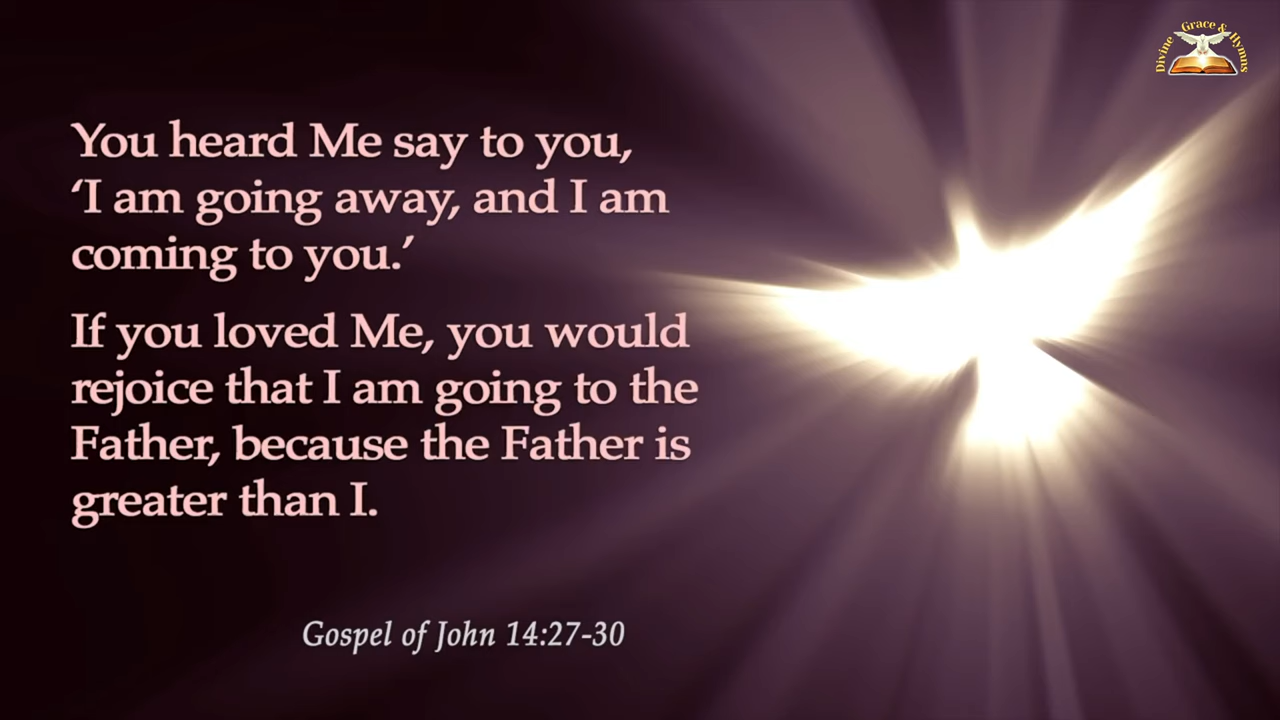 Divine Grace & Hymns
You heard Me say to you,
‘I am going away, and I am
coming to you.’
If you loved Me, you would
rejoice that I am going to the
Father, because the Father is
greater than I.
Gospel of John 14:27-30